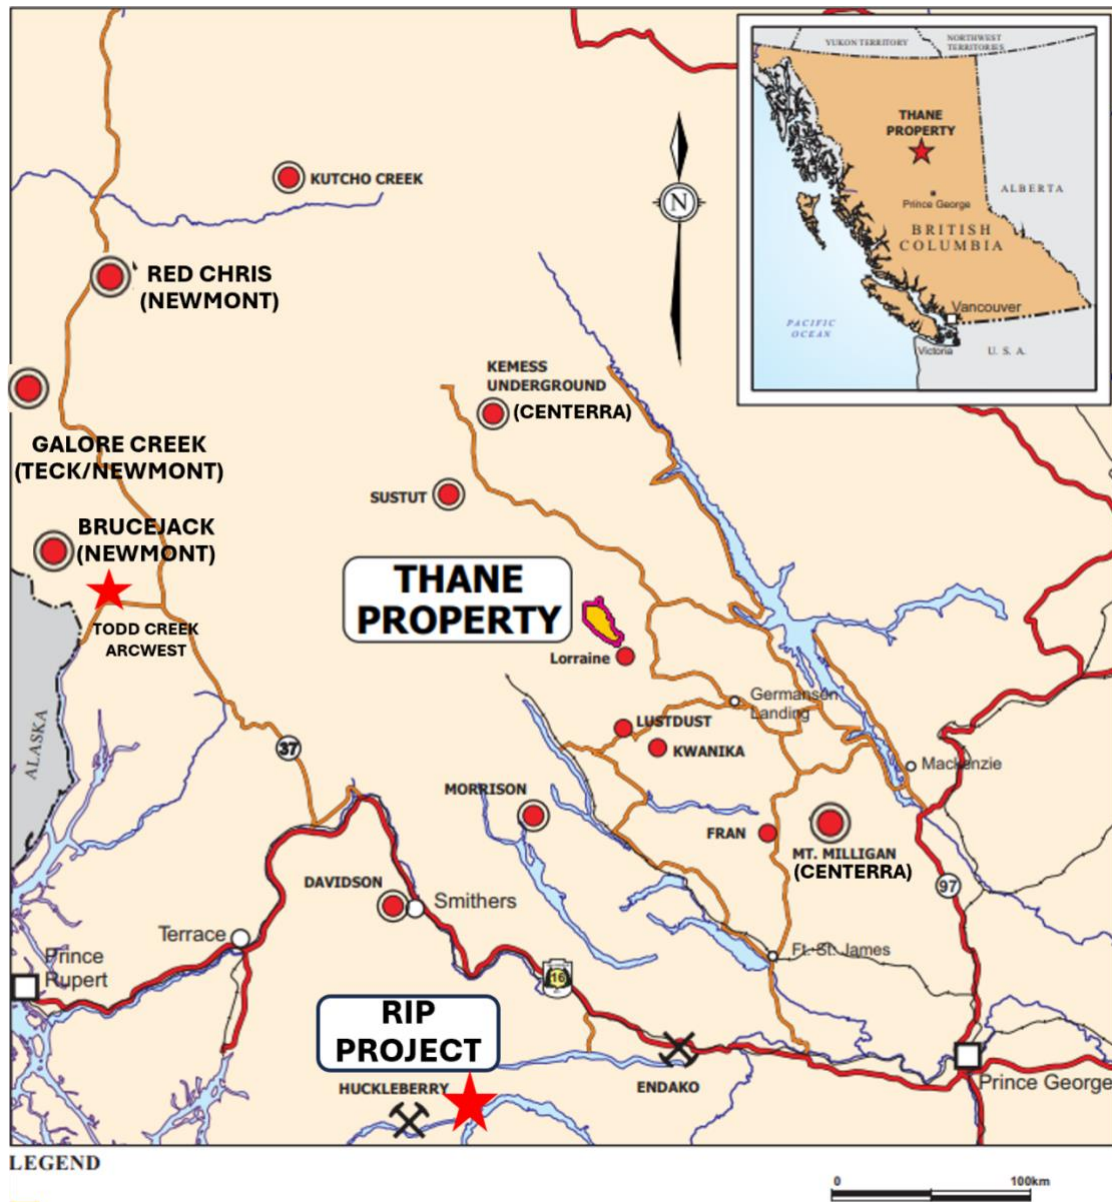 YUKON TERRITORY
NORTHWEST
TERRITORIES
THANE
PROPERTY
Prince George
ALBERTA
BRITISH
COLUMBIA
Vancouver
PACIFIC
OCEAN
Victoria
U. S. A.
N
KUTCHO CREEK
RED CHRIS
(NEWMONT)
KEMESS
UNDERGROUND
(CENTERRA)
GALORE CREEK
(TECK/NEWMONT)
SUSTUT
BRUCEJACK
(NEWMONT)
THANE
PROPERTY
TODD CREEK
ARCWEST
Lorraine
Germansen
Landing
ALASKA
LUSTDUST
37
KWANIKA
Mackenzie
MORRISON
FRAN
MT. MILLIGAN
(CENTERRA)
97
DAVIDSON
Smithers
Terrace
Prince
Rupert
Ft. St. James
16
RIP
PROJECT
HUCKLEBERRY
ENDAKO
Prince George
LEGEND
0 100km